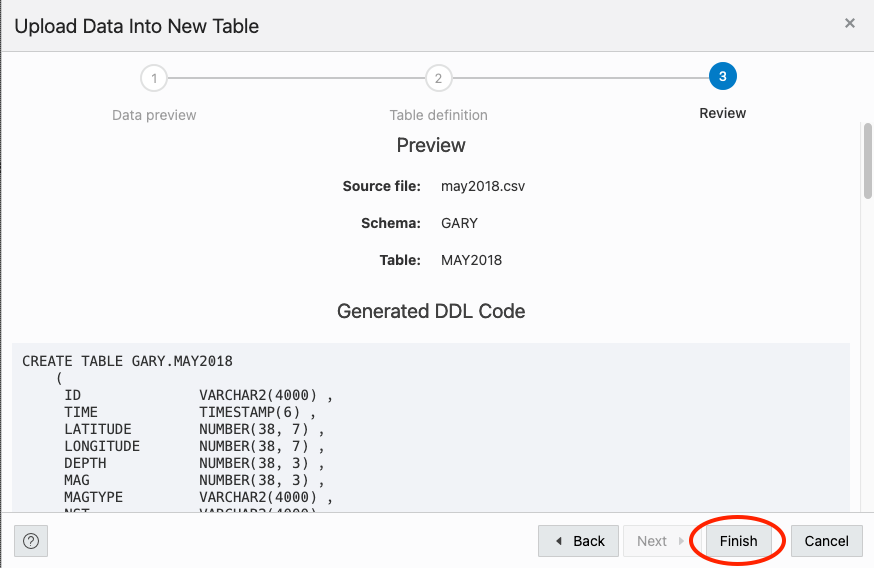 Upload Data Into New Table ×
1 2 3
Data preview Table definition Review
Preview
Source file: may2018.csv
Schema: GARY
Table: MAY2018
Generated DDL Code
CREATE TABLE GARY.MAY2018
(
ID VARCHAR2(4000) ,
TIME TIMESTAMP(6) ,
LATITUDE NUMBER(38, 7) ,
LONGITUDE NUMBER(38, 7) ,
DEPTH NUMBER(38, 3) ,
MAG NUMBER(38, 3) ,
MAGTYPE VARCHAR2(4000) ,
? Back Next Finish Cancel